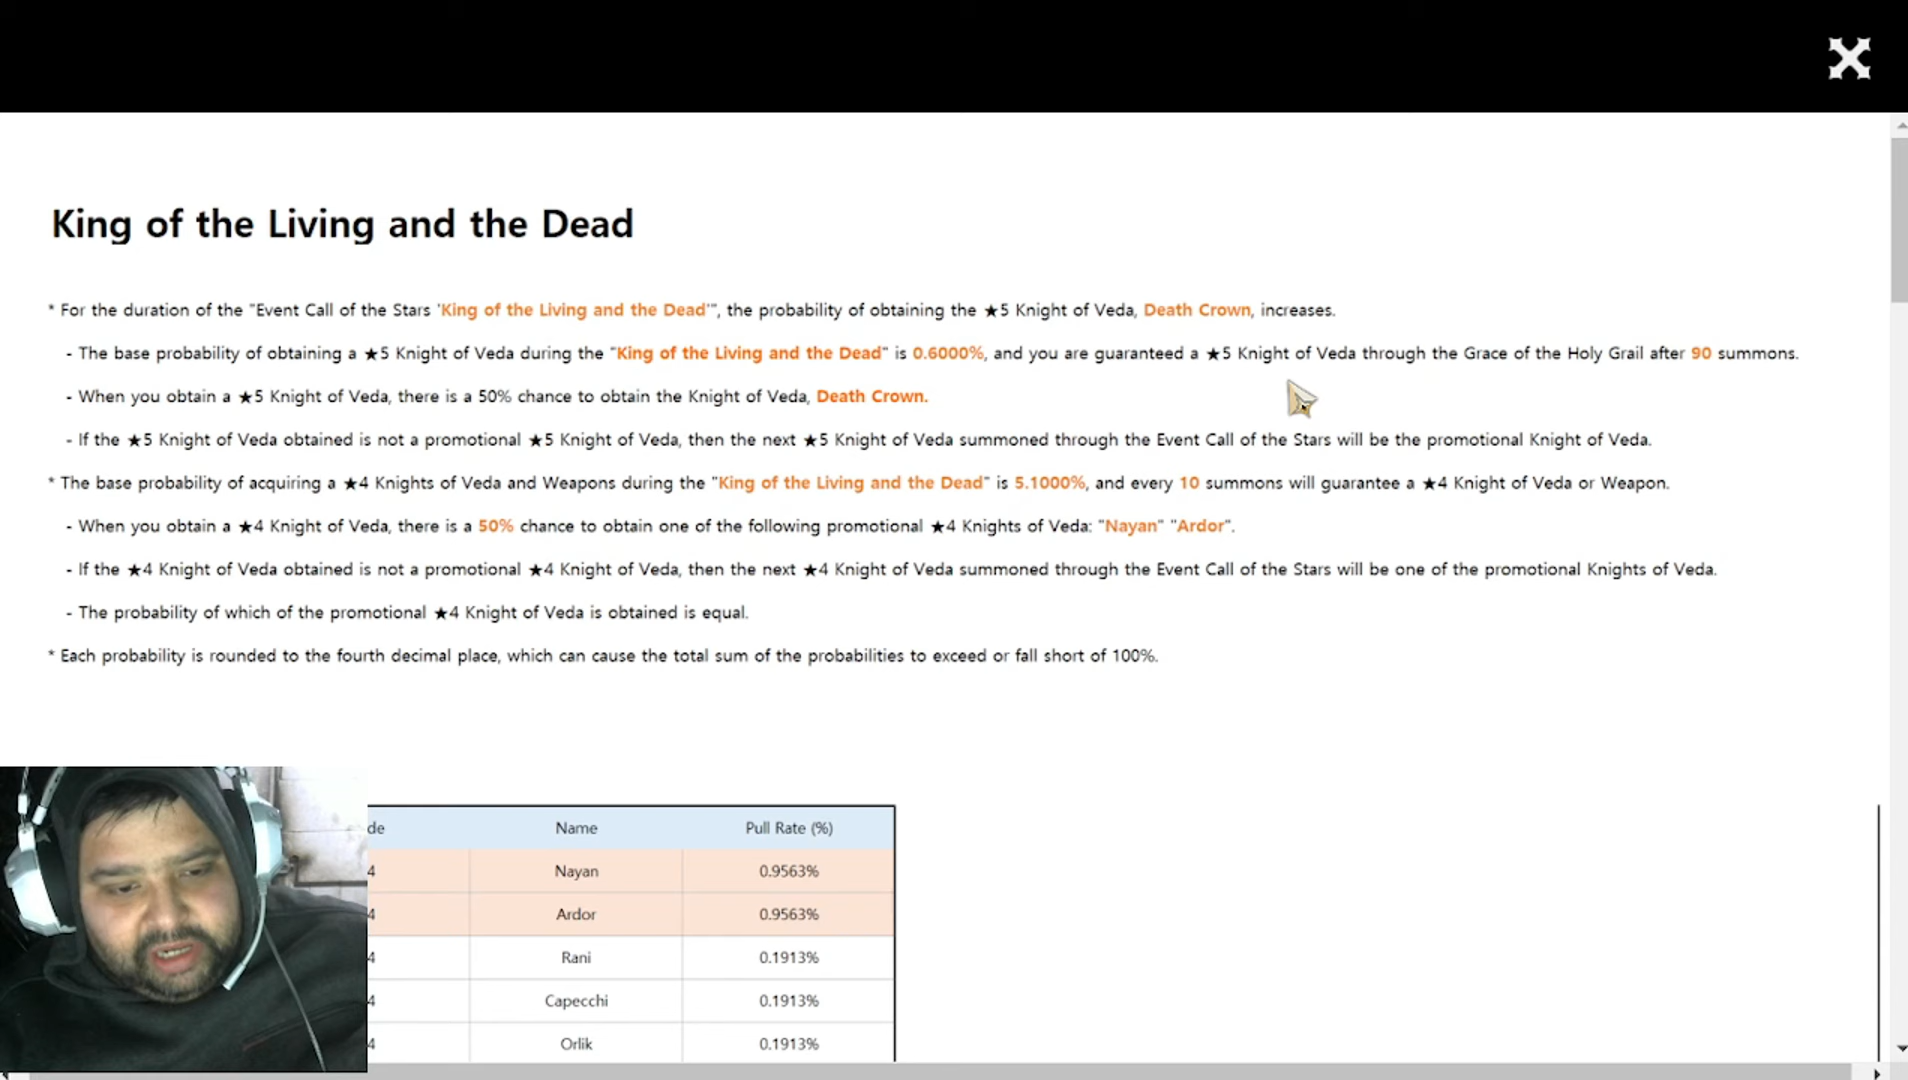 King of the Living and the Dead
* For the duration of the "Event Call of the Stars 'King of the Living and the Dead'", the probability of obtaining the ★5 Knight of Veda, Death Crown, increases.
- The base probability of obtaining a ★5 Knight of Veda during the "King of the Living and the Dead" is 0.6000%, and you are guaranteed a ★5 Knight of Veda through the Grace of the Holy Grail after 90 summons.
- When you obtain a ★5 Knight of Veda, there is a 50% chance to obtain the Knight of Veda, Death Crown.
- If the ★5 Knight of Veda obtained is not a promotional ★5 Knight of Veda, then the next ★5 Knight of Veda summoned through the Event Call of the Stars will be the promotional Knight of Veda.
* The base probability of acquiring a ★4 Knights of Veda and Weapons during the "King of the Living and the Dead" is 5.1000%, and every 10 summons will guarantee a ★4 Knight of Veda or Weapon.
- When you obtain a ★4 Knight of Veda, there is a 50% chance to obtain one of the following promotional ★4 Knights of Veda: "Nayan" "Ardor".
- If the ★4 Knight of Veda obtained is not a promotional ★4 Knight of Veda, then the next ★4 Knight of Veda summoned through the Event Call of the Stars will be one of the promotional Knights of Veda.
- The probability of which of the promotional ★4 Knight of Veda is obtained is equal.
* Each probability is rounded to the fourth decimal place, which can cause the total sum of the probabilities to exceed or fall short of 100%.
de Name Pull Rate (%)
4 Nayan 0.9563%
4 Ardor 0.9563%
4 Rani 0.1913%
4 Capecchi 0.1913%
4 Orlik 0.1913%